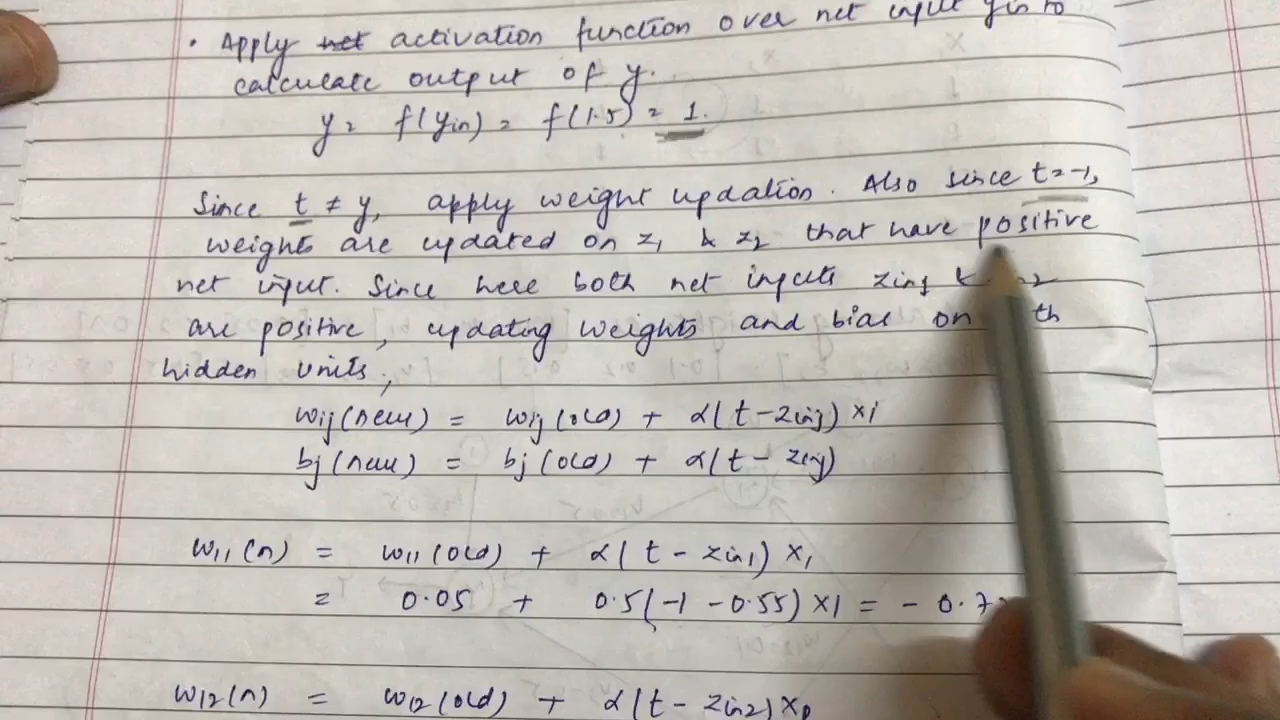 • Apply net activation function over net input yin to
calculate output of y.
y = f(yin) = f(1.5) = 1.
Since t ≠ y, apply weight updation. Also since t=-1,
weights are updated on z1 & z2 that have positive
net input. Since here both net inputs zin1 &
are positive, updating weights and bias on th
hidden units,
wij(new) = wij(old) + α(t-zinj)xi
bj(new) = bj(old) + α(t-zinj)
w11(n) = w11(old) + α(t-zin1)x1
= 0.05 + 0.5(-1-0.55)x1 = -0.7
w12(n) = w12(old) + α(t-zin2)x1